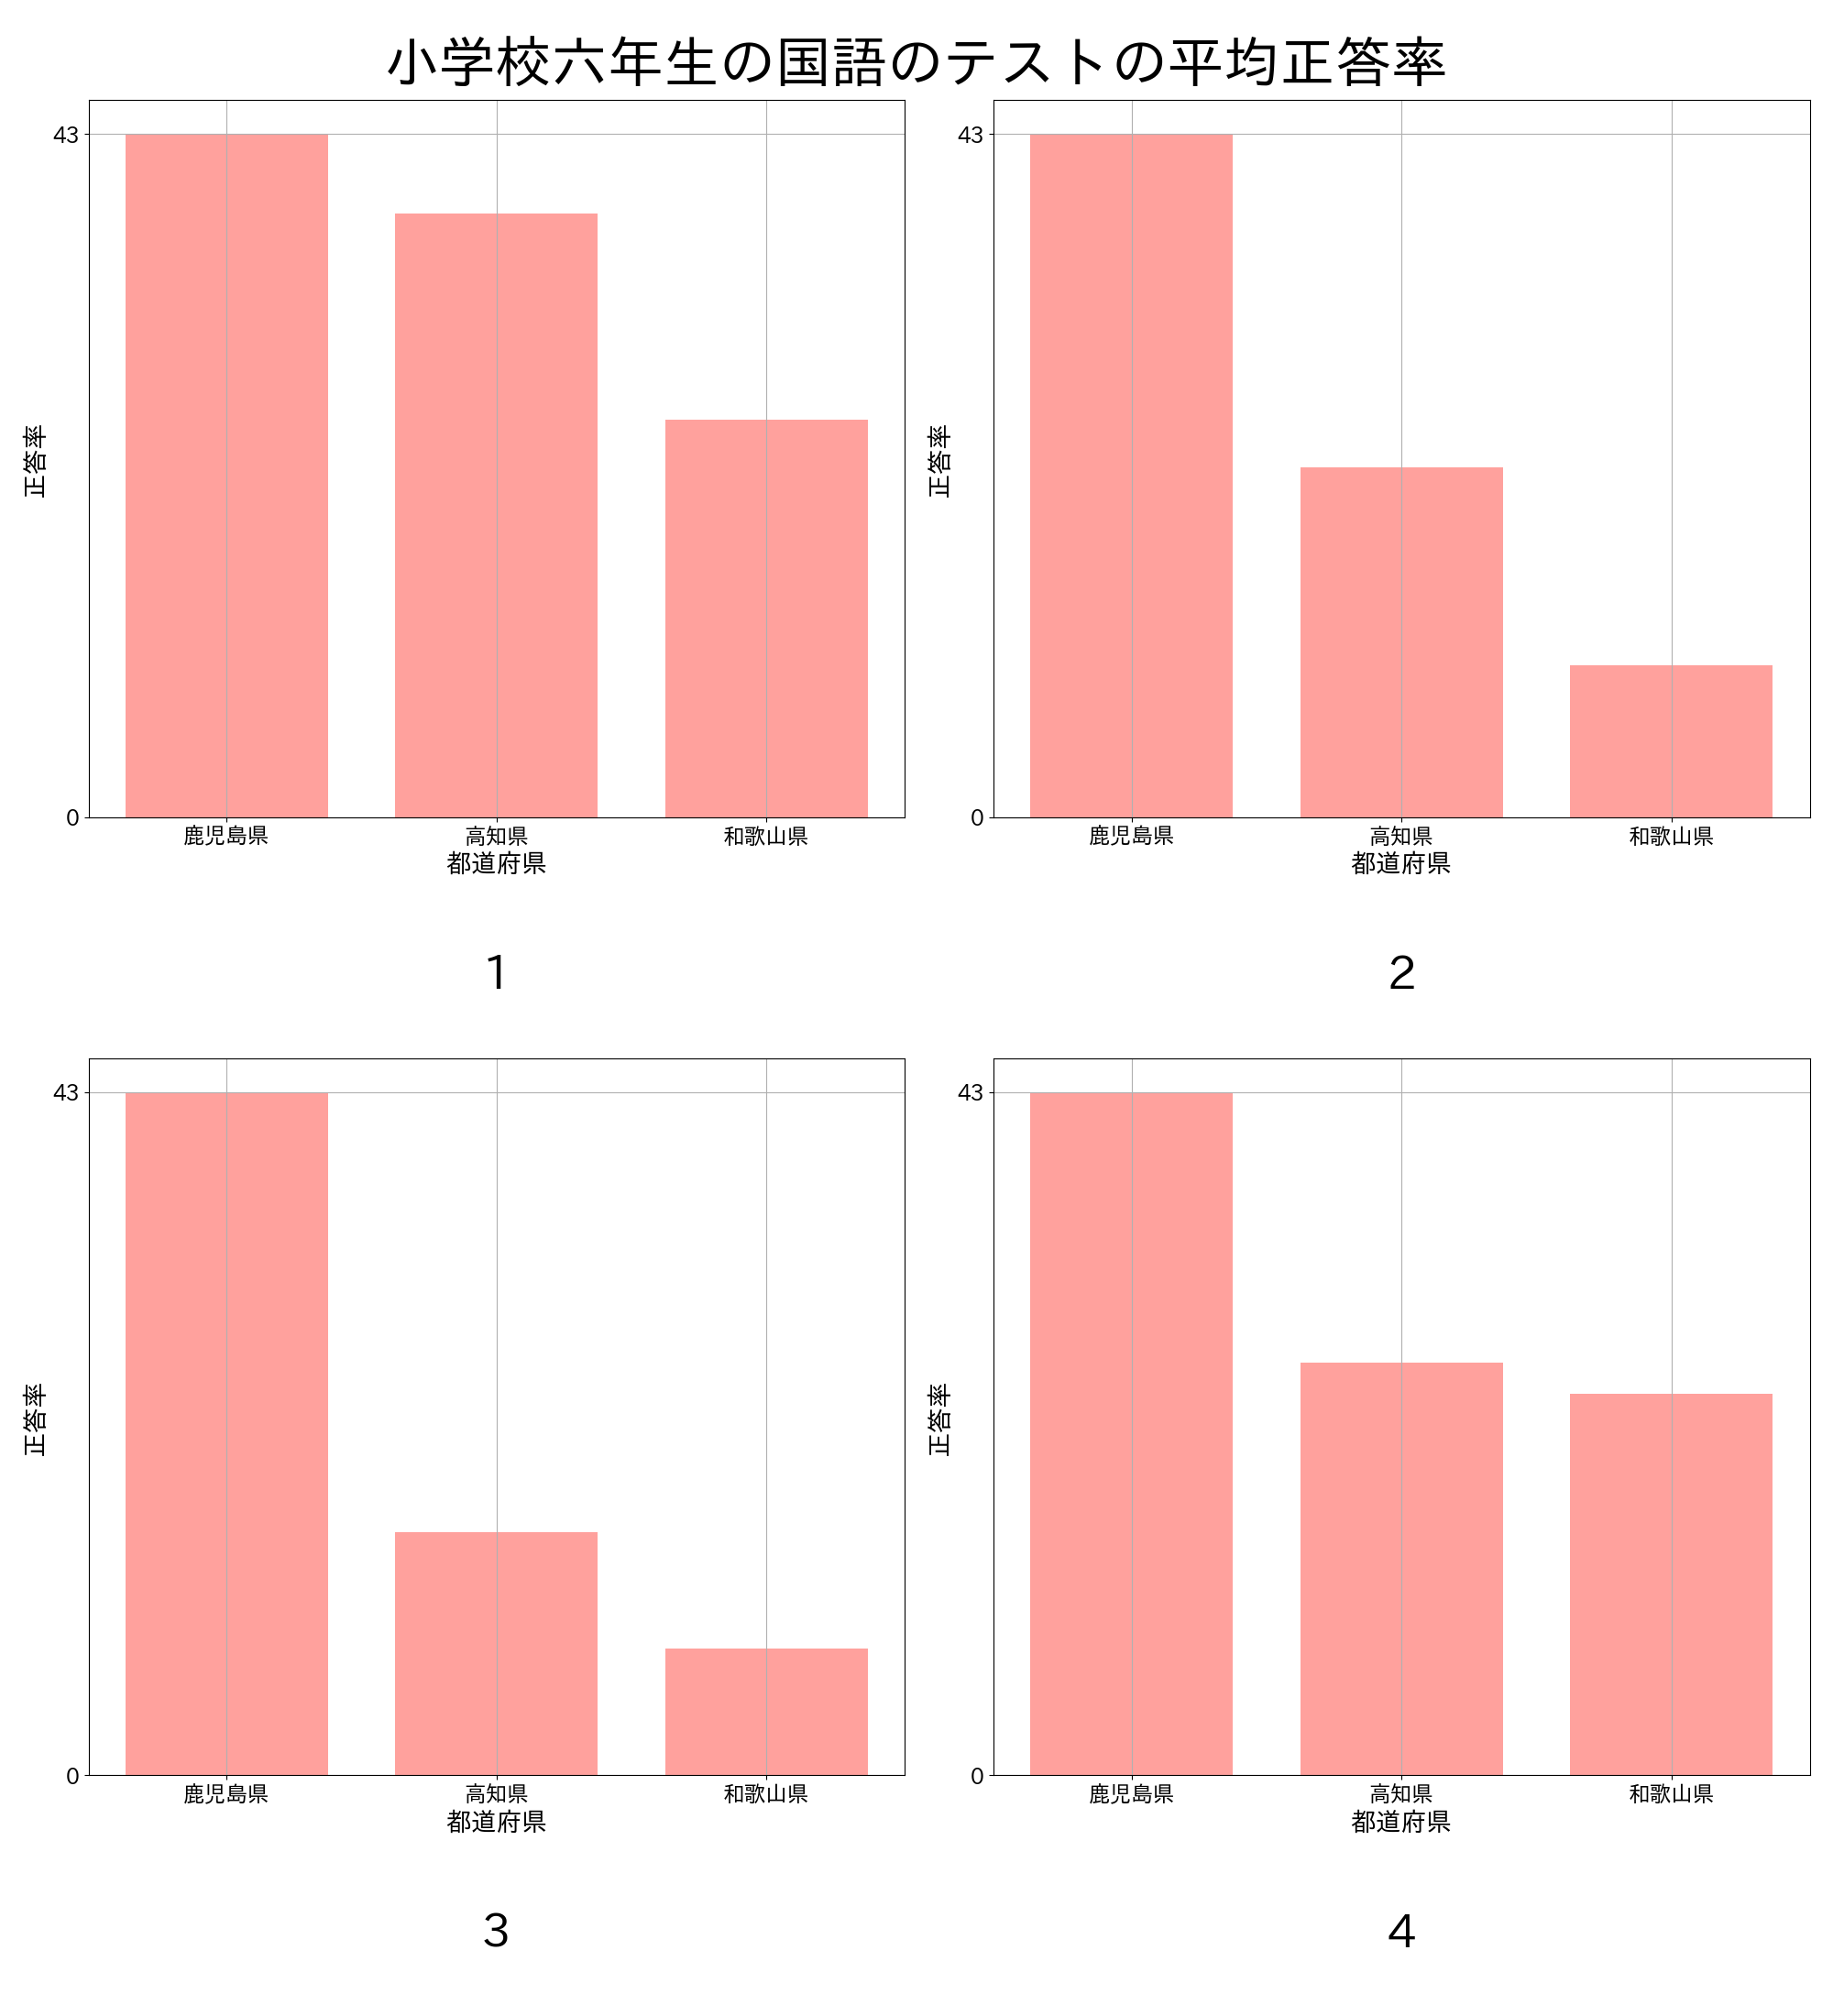 小学校六年生の国語のテストの平均正答率
43
0
正答率
鹿児島県 高知県 和歌山県
都道府県
1
43
0
正答率
鹿児島県 高知県 和歌山県
都道府県
2
43
0
正答率
鹿児島県 高知県 和歌山県
都道府県
3
43
0
正答率
鹿児島県 高知県 和歌山県
都道府県
4